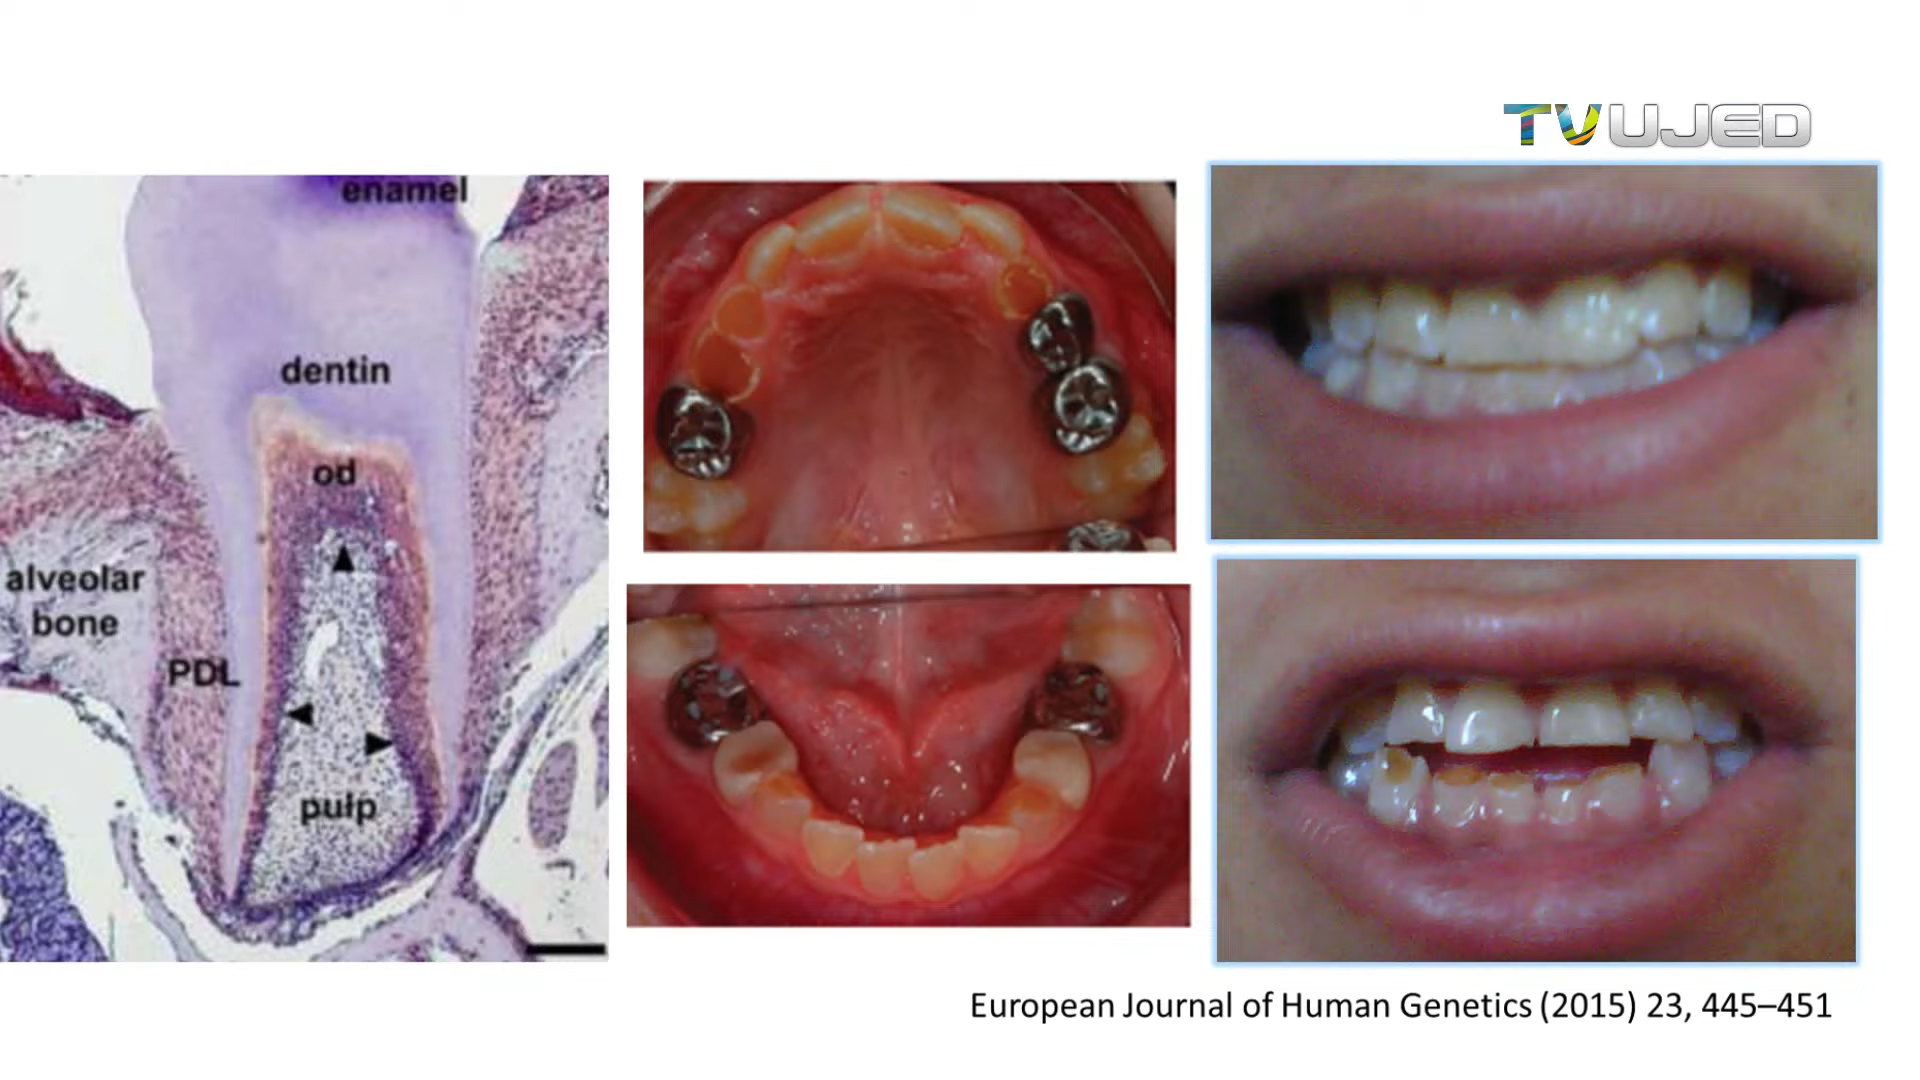 TVUJED
enamel
dentin
od
alveolar
bone
PDL
pulp
European Journal of Human Genetics (2015) 23, 445–451